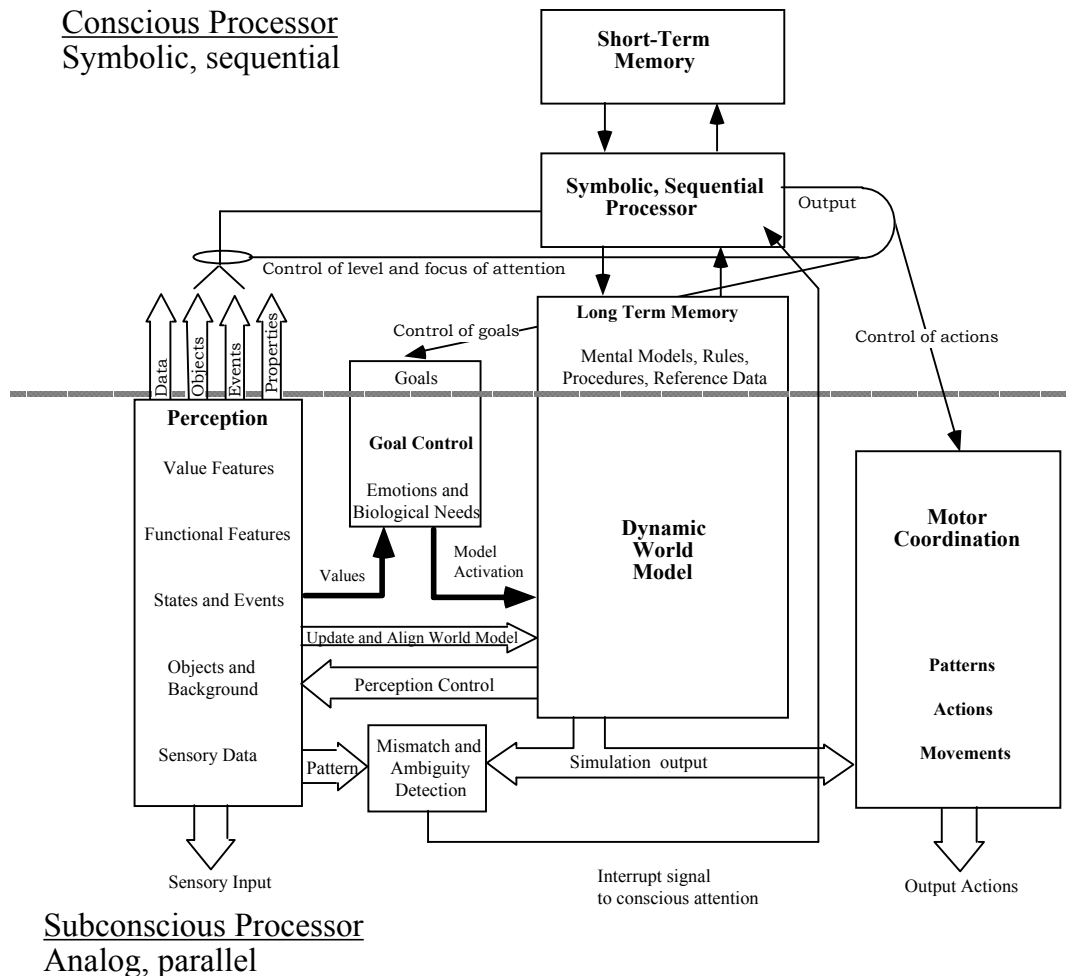 Conscious Processor
Symbolic, sequential
Short-Term
Memory
Symbolic, Sequential
Processor
Output
Control of level and focus of attention
Data
Objects
Events
Properties
Control of goals
Long Term Memory
Mental Models, Rules,
Procedures, Reference Data
Control of actions
Goals
Perception
Value Features
Functional Features
States and Events
Objects and
Background
Sensory Data
Goal Control
Emotions and
Biological Needs
Values
Model
Activation
Dynamic
World
Model
Motor
Coordination
Patterns
Actions
Movements
Update and Align World Model
Perception Control
Pattern
Mismatch and
Ambiguity
Detection
Simulation output
Sensory Input
Interrupt signal
to conscious attention
Output Actions
Subconscious Processor
Analog, parallel